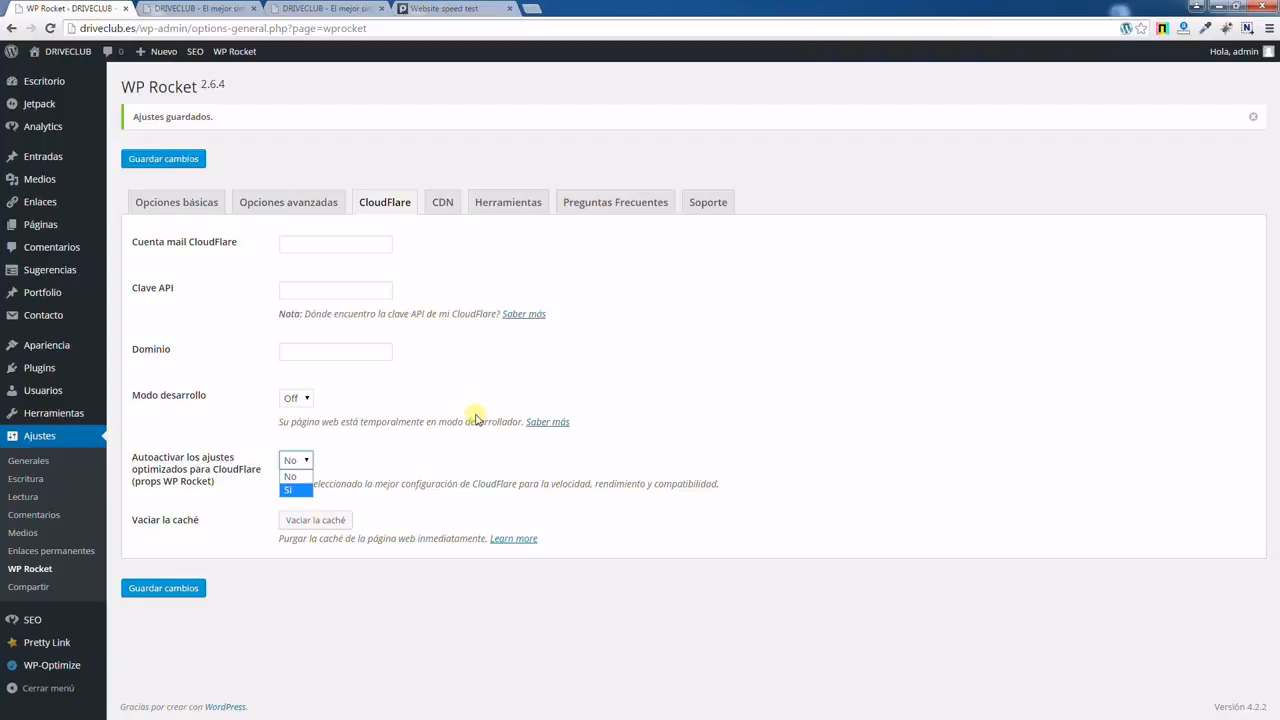 WP Rocket ‹ DRIVECLUB -
DRIVECLUB - El mejor sim
DRIVECLUB - El mejor sim
Website speed test
driveclub.es/wp-admin/options-general.php?page=wprocket
DRIVECLUB
0
Nuevo
SEO
WP Rocket
Hola, admin
Escritorio
Jetpack
Analytics
Entradas
Medios
Enlaces
Páginas
Comentarios
Sugerencias
Portfolio
Contacto
Apariencia
Plugins
Usuarios
Herramientas
Ajustes
Generales
Escritura
Lectura
Comentarios
Medios
Enlaces permanentes
WP Rocket
Compartir
SEO
Pretty Link
WP-Optimize
Cerrar menú
WP Rocket 2.6.4
Ajustes guardados.
Guardar cambios
Opciones básicas
Opciones avanzadas
CloudFlare
CDN
Herramientas
Preguntas Frecuentes
Soporte
Cuenta mail CloudFlare
Clave API
Nota: Dónde encuentro la clave API de mi CloudFlare? Saber más
Dominio
Modo desarrollo
Off
Su página web está temporalmente en modo desarrollador. Saber más
Autoactivar los ajustes
optimizados para CloudFlare
(props WP Rocket)
No
No
SI
eleccionado la mejor configuración de CloudFlare para la velocidad, rendimiento y compatibilidad.
Vaciar la caché
Vaciar la caché
Purgar la caché de la página web inmediatamente. Learn more
Guardar cambios
Gracias por crear con WordPress.
Versión 4.2.2